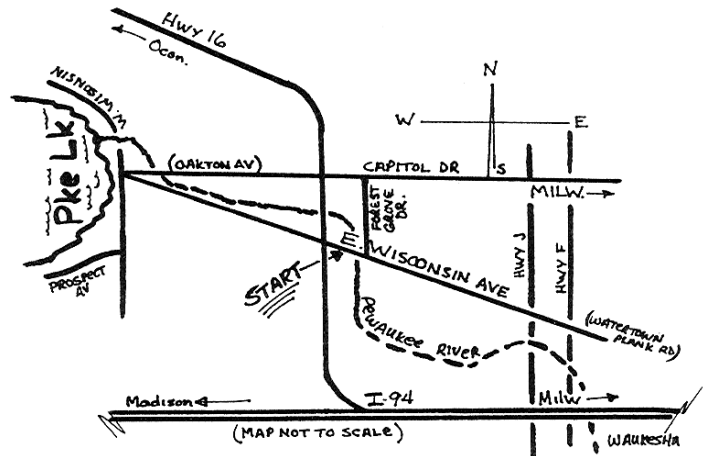 HWY 16
← Ocon.
N
W E
S
W. WISCONSIN
Pke Lk
(OAKTON AV)
CAPITOL DR
MILW. →
FOREST
GROVE
DR.
HWY J
HWY F
E.
WISCONSIN AVE
START
PROSPECT
AV
(WATERTOWN
PLANK RD)
PEWAUKEE RIVER
Madison ←
I-94
Milw →
(MAP NOT TO SCALE)
WAUKESHA